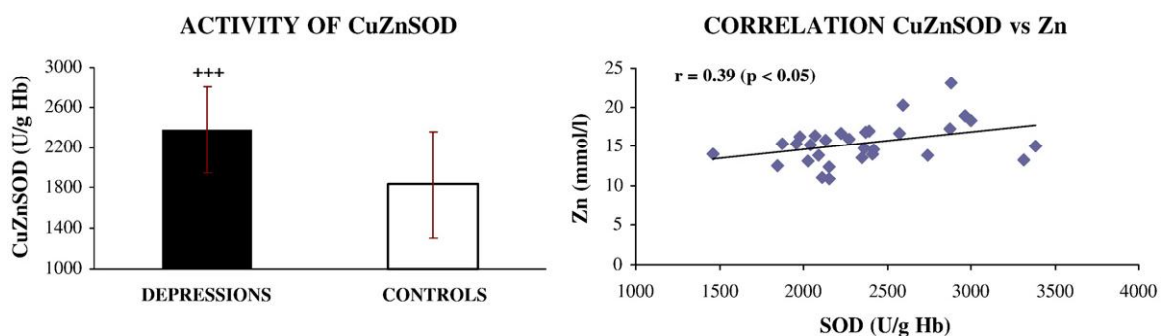 ACTIVITY OF CuZnSOD
CuZnSOD (U/g Hb)
3000
2600
2200
1800
1400
1000
+++
DEPRESSIONS
CONTROLS
CORRELATION CuZnSOD vs Zn
r = 0.39 (p < 0.05)
Zn (mmol/l)
25
20
15
10
5
0
1000
1500
2000
2500
3000
3500
4000
SOD (U/g Hb)